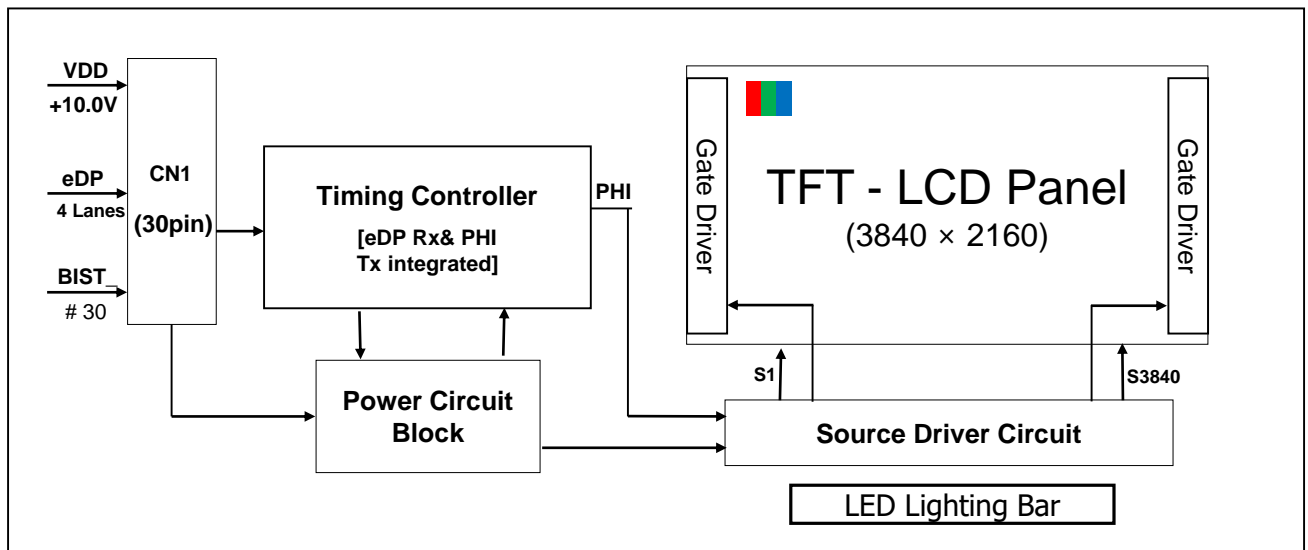 VDD
+10.0V
eDP
4 Lanes
BIST_
# 30
CN1
(30pin)
Timing Controller
[eDP Rx& PHI
Tx integrated]
PHI
Power Circuit
Block
Gate Driver
TFT - LCD Panel
(3840 × 2160)
Gate Driver
S1
S3840
Source Driver Circuit
LED Lighting Bar